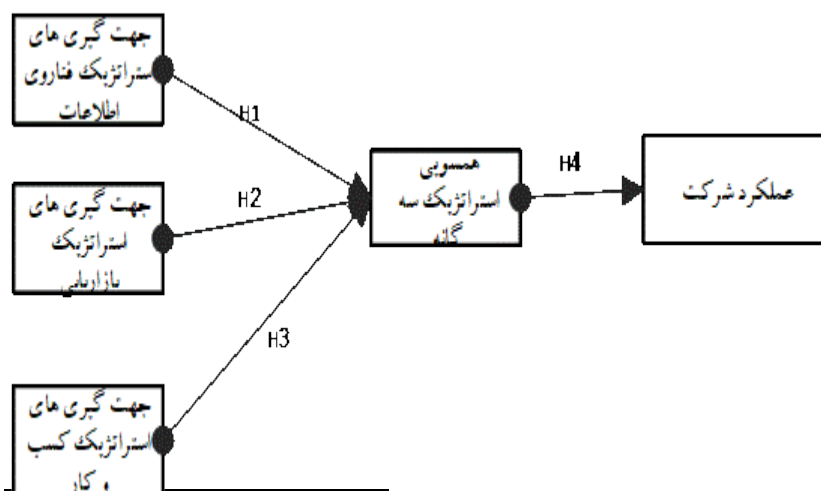 جهت گیری های
استراتژیک فناروی
اطلاعات
H1
جهت گیری های
استراتژیک
بازاریابی
H2
جهت گیری های
استراتژیک کسب
و کار
H3
همسویی
استراتژیک سه
گانه
H4
عملکرد شرکت